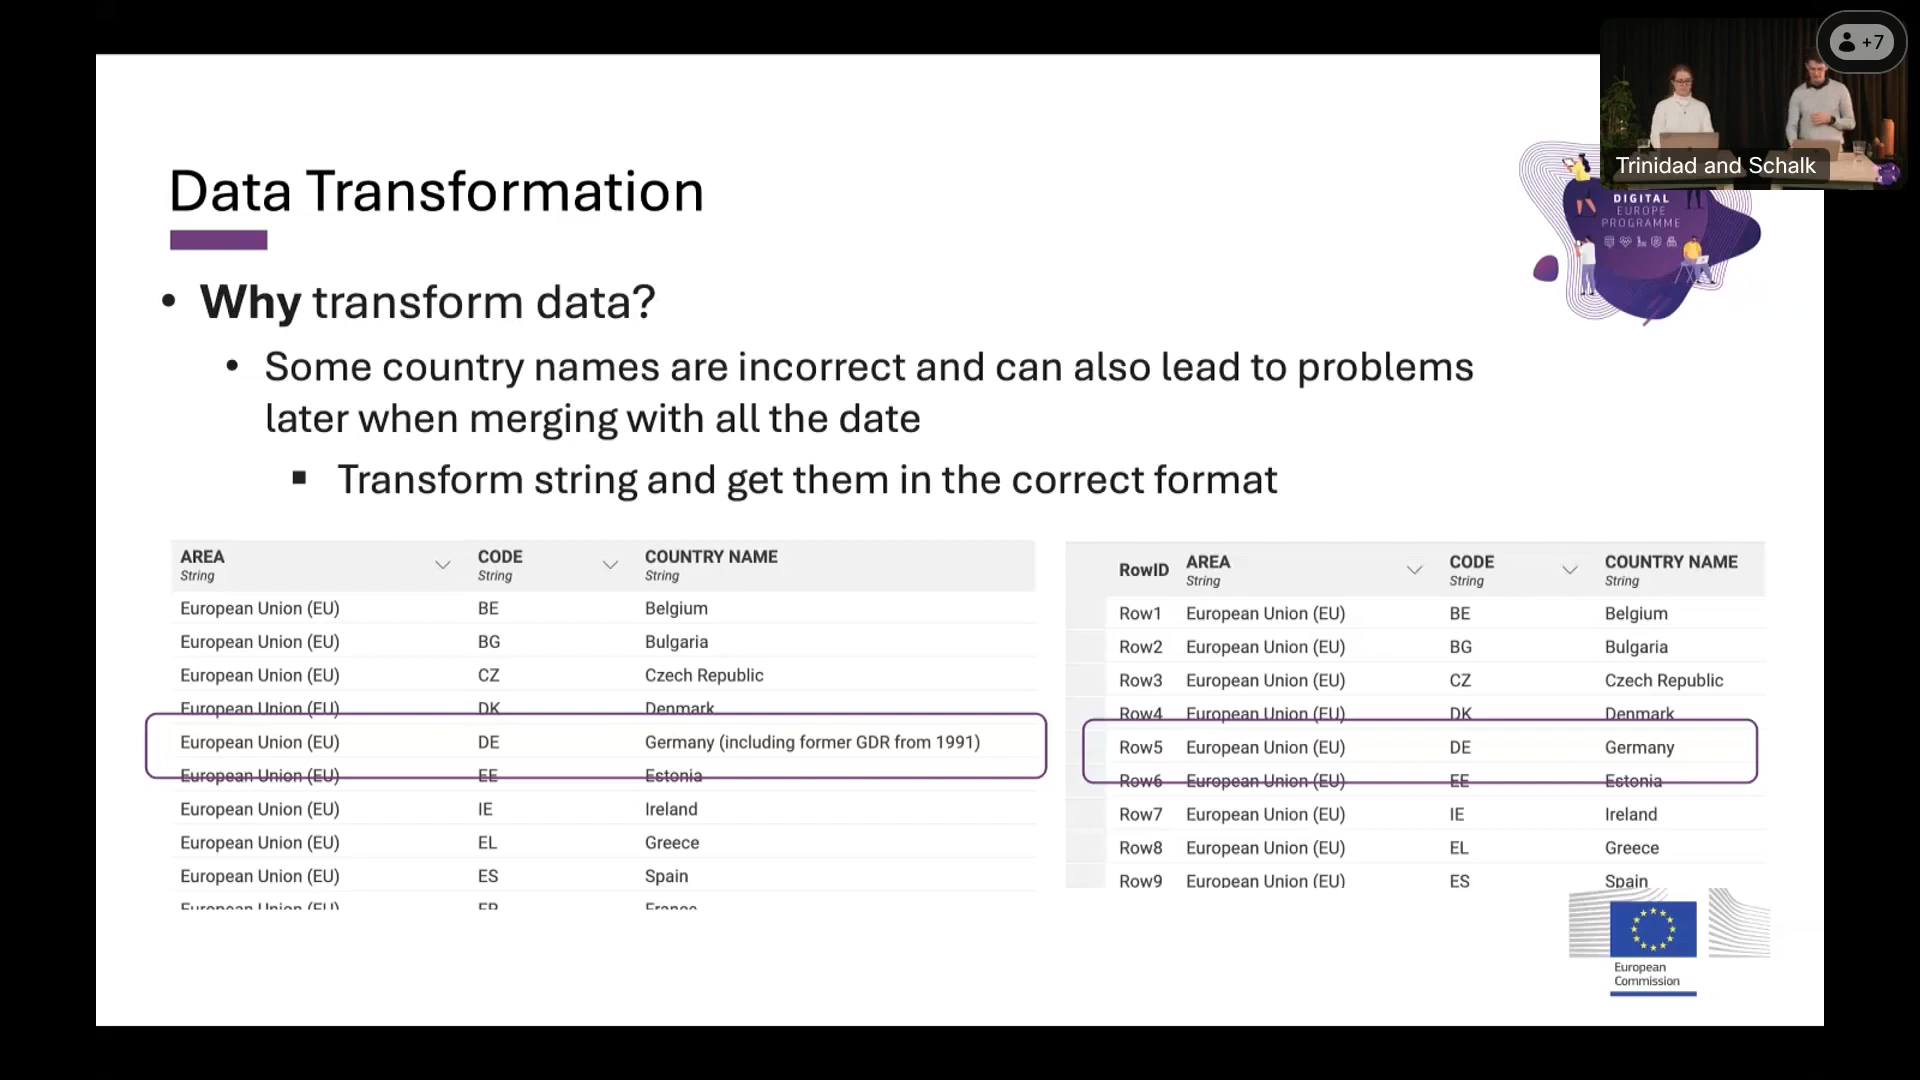 +7
Trinidad and Schalk
DIGITAL
EUROPE
PROGRAMME
Data Transformation
• Why transform data?
• Some country names are incorrect and can also lead to problems
later when merging with all the date
▪ Transform string and get them in the correct format
AREA CODE COUNTRY NAME
String String String
European Union (EU) BE Belgium
European Union (EU) BG Bulgaria
European Union (EU) CZ Czech Republic
European Union (EU) DK Denmark
European Union (EU) DE Germany (including former GDR from 1991)
European Union (EU) EE Estonia
European Union (EU) IE Ireland
European Union (EU) EL Greece
European Union (EU) ES Spain
European Union (EU) FR France
RowID AREA CODE COUNTRY NAME
String String String
Row1 European Union (EU) BE Belgium
Row2 European Union (EU) BG Bulgaria
Row3 European Union (EU) CZ Czech Republic
Row4 European Union (EU) DK Denmark
Row5 European Union (EU) DE Germany
Row6 European Union (EU) EE Estonia
Row7 European Union (EU) IE Ireland
Row8 European Union (EU) EL Greece
Row9 European Union (EU) ES Spain
European
Commission